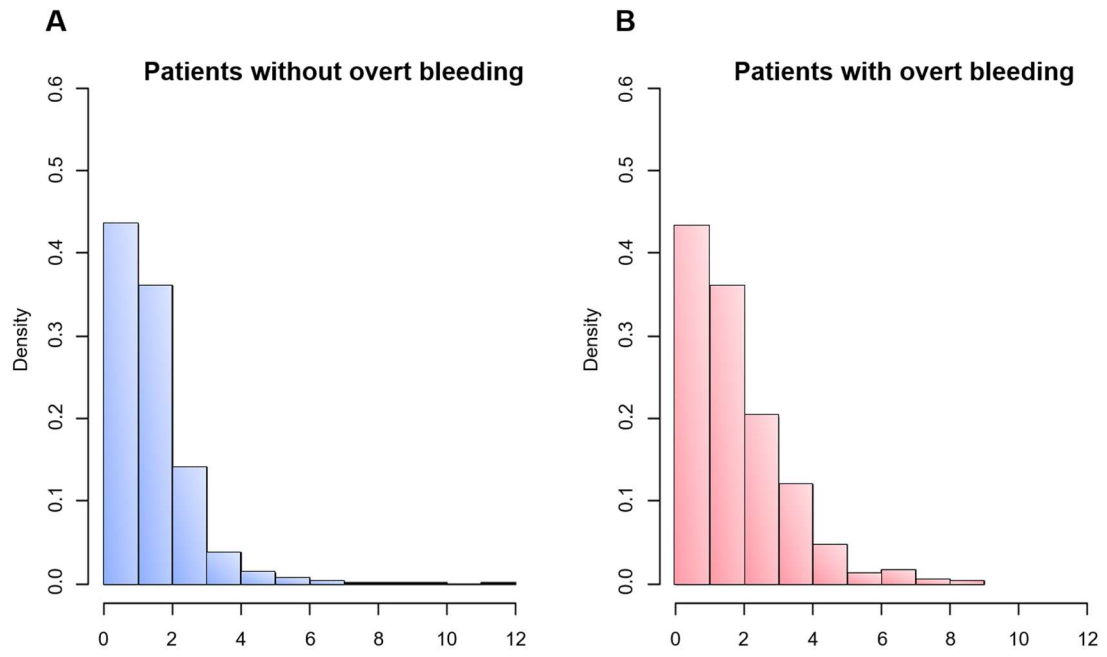 A
Patients without overt bleeding
Density
0.0 0.1 0.2 0.3 0.4 0.5 0.6
0 2 4 6 8 10 12
B
Patients with overt bleeding
Density
0.0 0.1 0.2 0.3 0.4 0.5 0.6
0 2 4 6 8 10 12